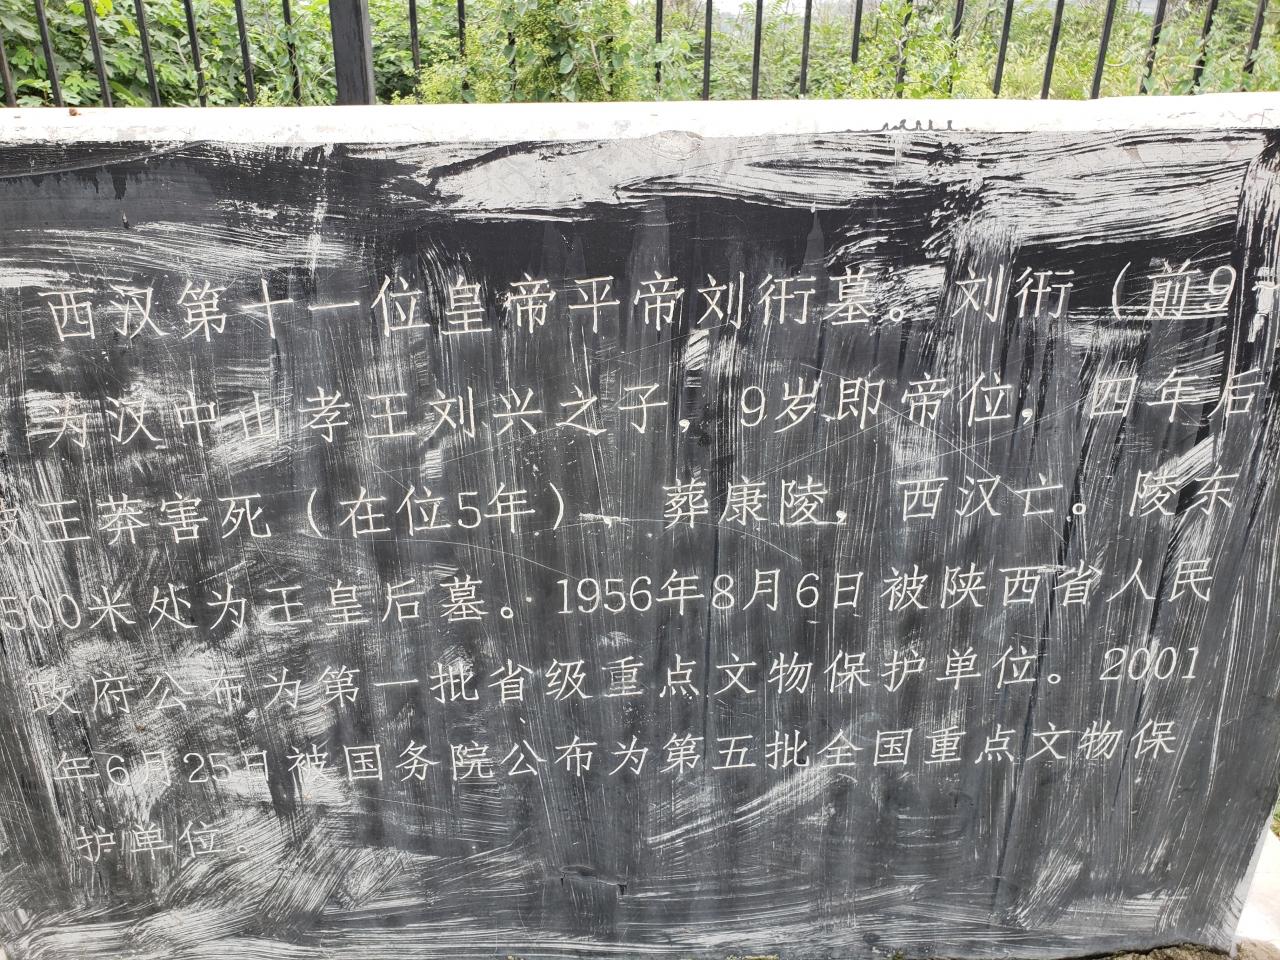 西汉第十一位皇帝平帝刘衎墓。刘衎（前9
为汉中山孝王刘兴之子，9岁即帝位，四年后
王莽害死（在位5年）、葬康陵，西汉亡。陵东
500米处为王皇后墓。1956年8月6日被陕西省人民
政府公布为第一批省级重点文物保护单位。2001
年6月25日被国务院公布为第五批全国重点文物保
护单位。